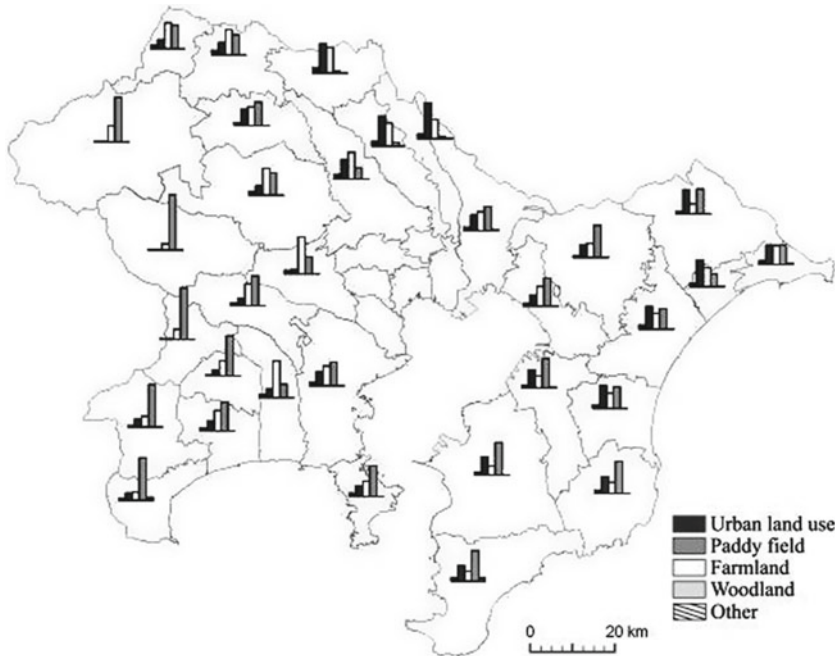 Urban land use
Paddy field
Farmland
Woodland
Other
0 20 km